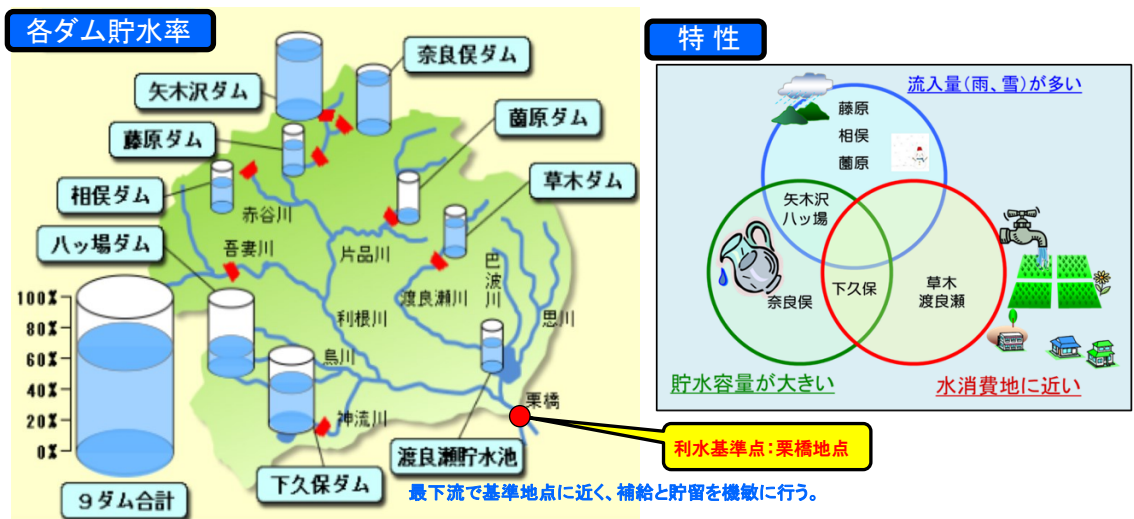 各ダム貯水率
奈良俣ダム
矢木沢ダム
藤原ダム
薗原ダム
相俣ダム
草木ダム
赤谷川
八ッ場ダム
吾妻川
片品川
巴波川
渡良瀬川
思川
利根川
烏川
100%
80%
60%
40%
20%
0%
神流川
栗橋
9ダム合計
下久保ダム
渡良瀬貯水池
利水基準点:栗橋地点
最下流で基準地点に近く、補給と貯留を機敏に行う。
特 性
流入量(雨、雪)が多い
藤原
相俣
薗原
矢木沢
八ッ場
奈良俣
下久保
草木
渡良瀬
貯水容量が大きい
水消費地に近い